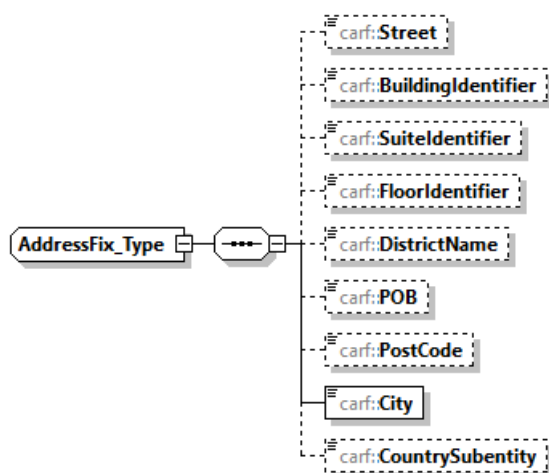 carf::Street
carf::BuildingIdentifier
carf::SuiteIdentifier
carf::FloorIdentifier
AddressFix_Type
carf::DistrictName
carf::POB
carf::PostCode
carf::City
carf::CountrySubentity